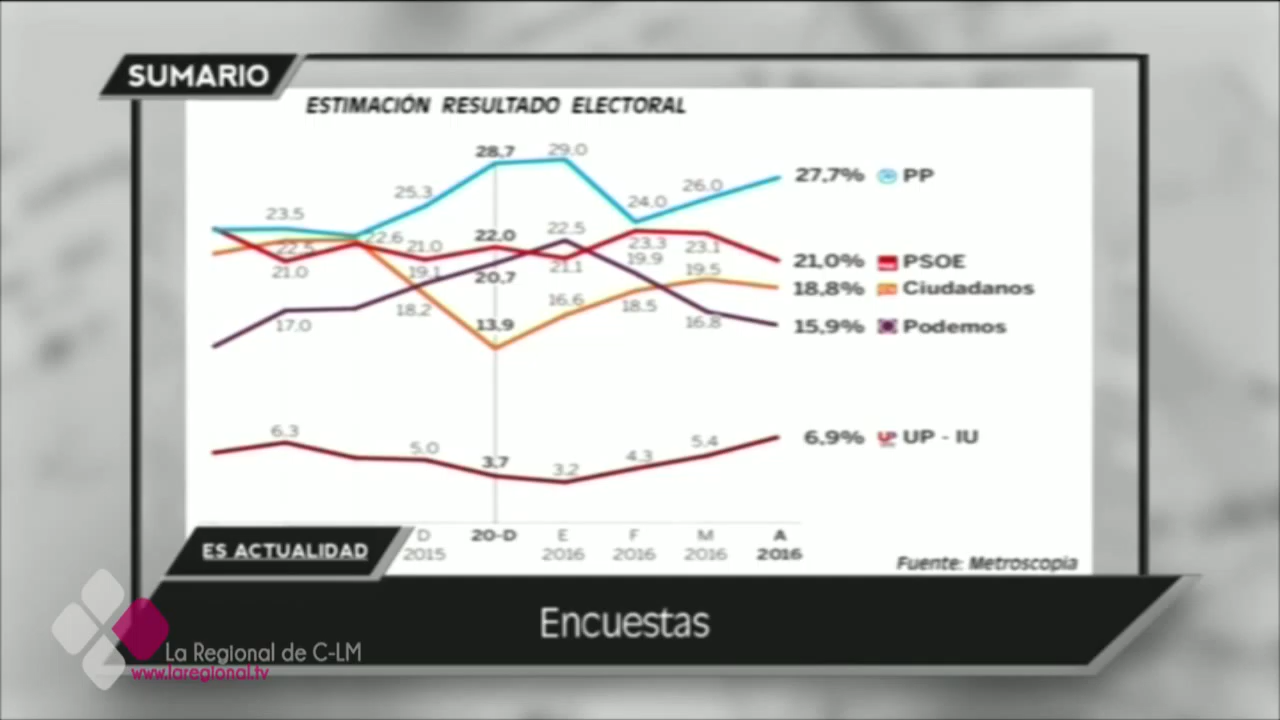 SUMARIO
ESTIMACIÓN RESULTADO ELECTORAL
28.7
29.0
25.3
26.0
27,7% PP
24.0
23.5
22.5
22.6
21.0
22.0
22.5
21.0
21.1
23.3
23.1
21,0% PSOE
19.1
20.7
19.9
19.5
18,8% Ciudadanos
17.0
18.2
13.9
16.6
18.5
16.8
15,9% Podemos
6.3
5.0
3.7
3.2
4.3
5.4
6,9% UP - IU
D 20-D E F M A
2015 2016 2016 2016 2016
Fuente: Metroscopia
ES ACTUALIDAD
Encuestas
La Regional de C-LM
www.laregional.tv